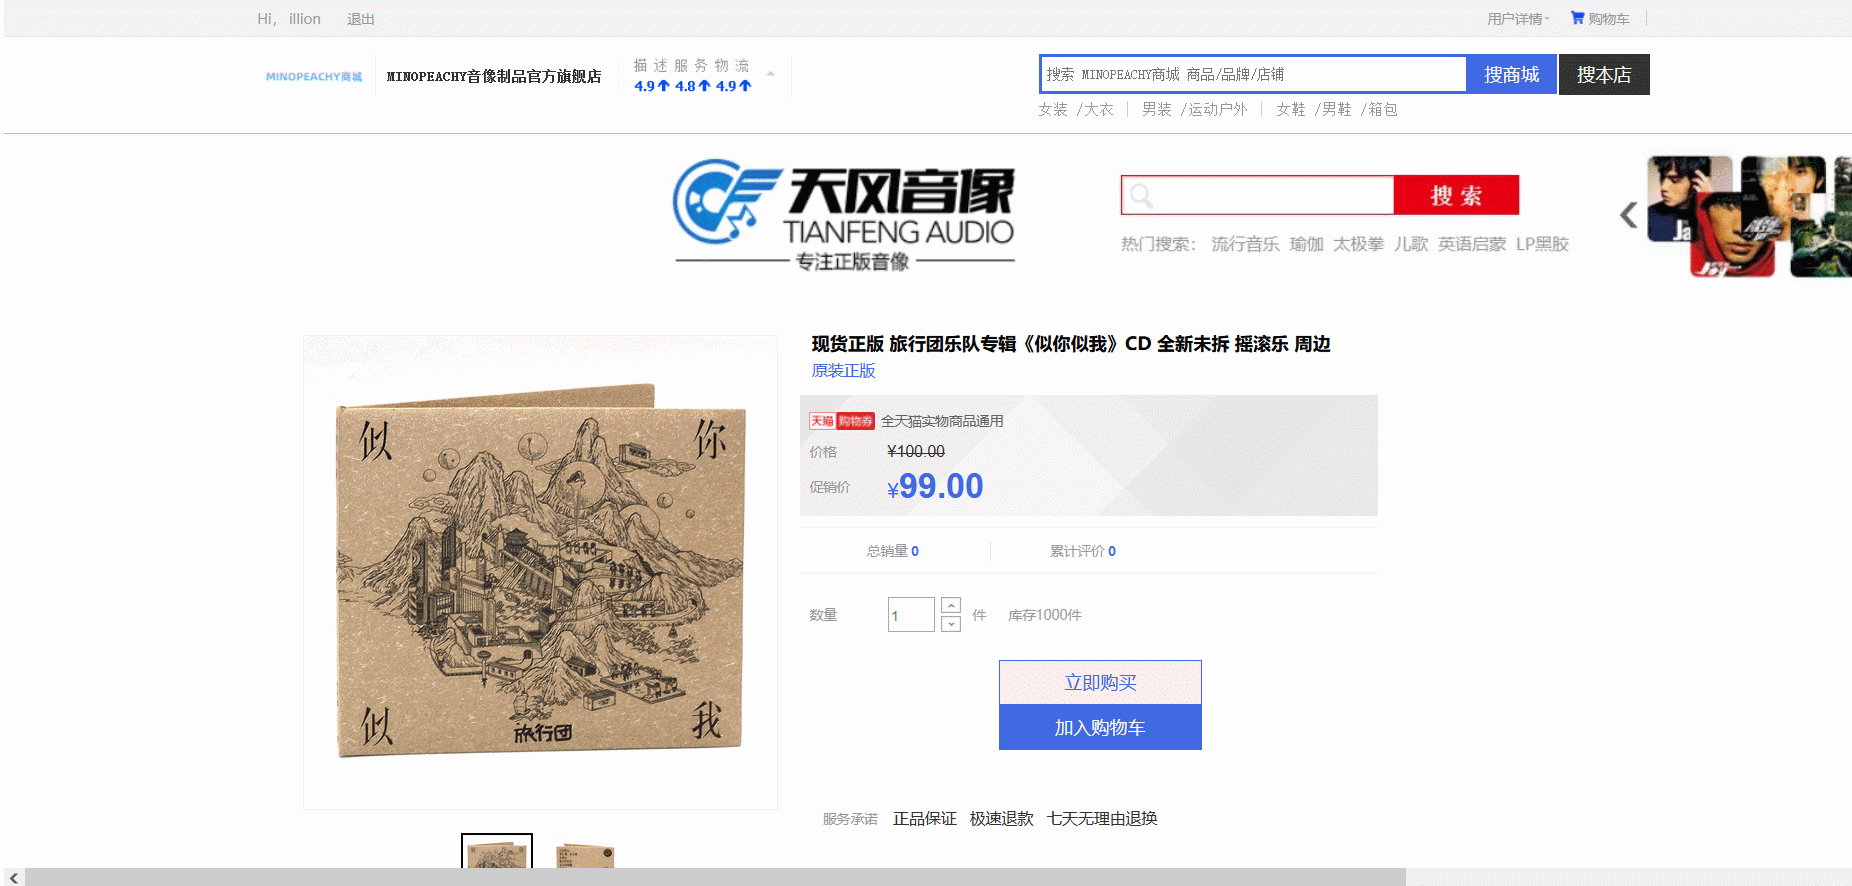 Hi, illion 退出
用户详情 购物车
MINOPEACHY商城
MINOPEACHY音像制品官方旗舰店
描述服务物流
4.9 4.8 4.9
搜索 MINOPEACHY商城 商品/品牌/店铺
搜商城
搜本店
女装 /大衣 男装 /运动户外 女鞋 /男鞋 /箱包
天风音像
TIANFENG AUDIO
专注正版音像
搜索
热门搜索: 流行音乐 瑜伽 太极拳 儿歌 英语启蒙 LP黑胶
似 你
似 我
旅行团
现货正版 旅行团乐队专辑《似你似我》CD 全新未拆 摇滚乐 周边
原装正版
天猫 购物券 全天猫实物商品通用
价格 ¥100.00
促销价 ¥99.00
总销量 0 累计评价 0
数量 1 件 库存1000件
立即购买
加入购物车
服务承诺 正品保证 极速退款 七天无理由退换